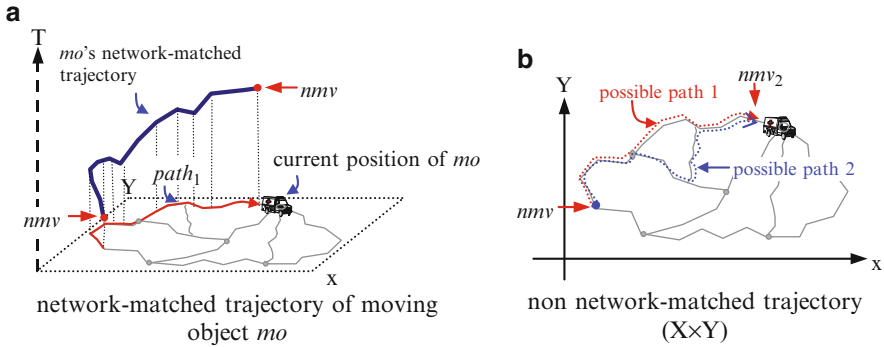 a
T
mo's network-matched
trajectory
nmv
Y
path₁
current position of mo
nmv
x
network-matched trajectory of moving
object mo
b
Y
nmv₂
possible path 1
possible path 2
nmv
x
non network-matched trajectory
(X×Y)